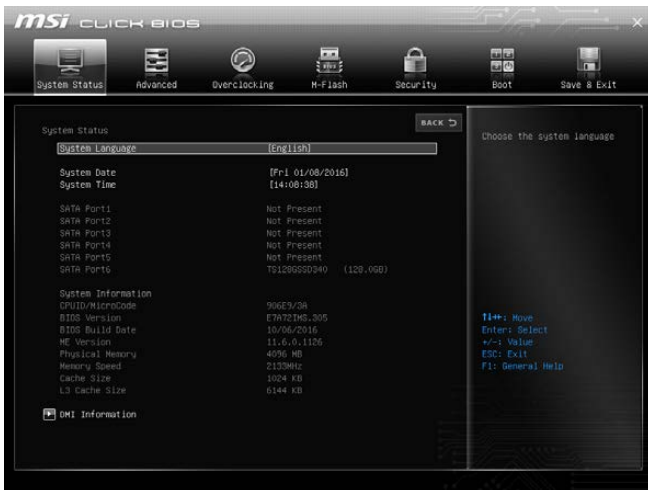 msi CLICK BIOS
X
System Status Advanced Overclocking M-Flash Security Boot Save & Exit
System Status
BACK
Choose the system language
System Language [English]
System Date [Fri 01/08/2016]
System Time [14:08:38]
SATA Port1 Not Present
SATA Port2 Not Present
SATA Port3 Not Present
SATA Port4 Not Present
SATA Port5 Not Present
SATA Port6 TS128GSSD340 (128.0GB)
System Information
CPUID/MicroCode 906E9/3A
BIOS Version E7A72IMS.305
BIOS Build Date 10/06/2016
ME Version 11.6.0.1126
Physical Memory 4096 MB
Memory Speed 2133MHz
Cache Size 1024 KB
L3 Cache Size 6144 KB
DMI Information
↑↓←→: Move
Enter: Select
+/-: Value
ESC: Exit
F1: General Help